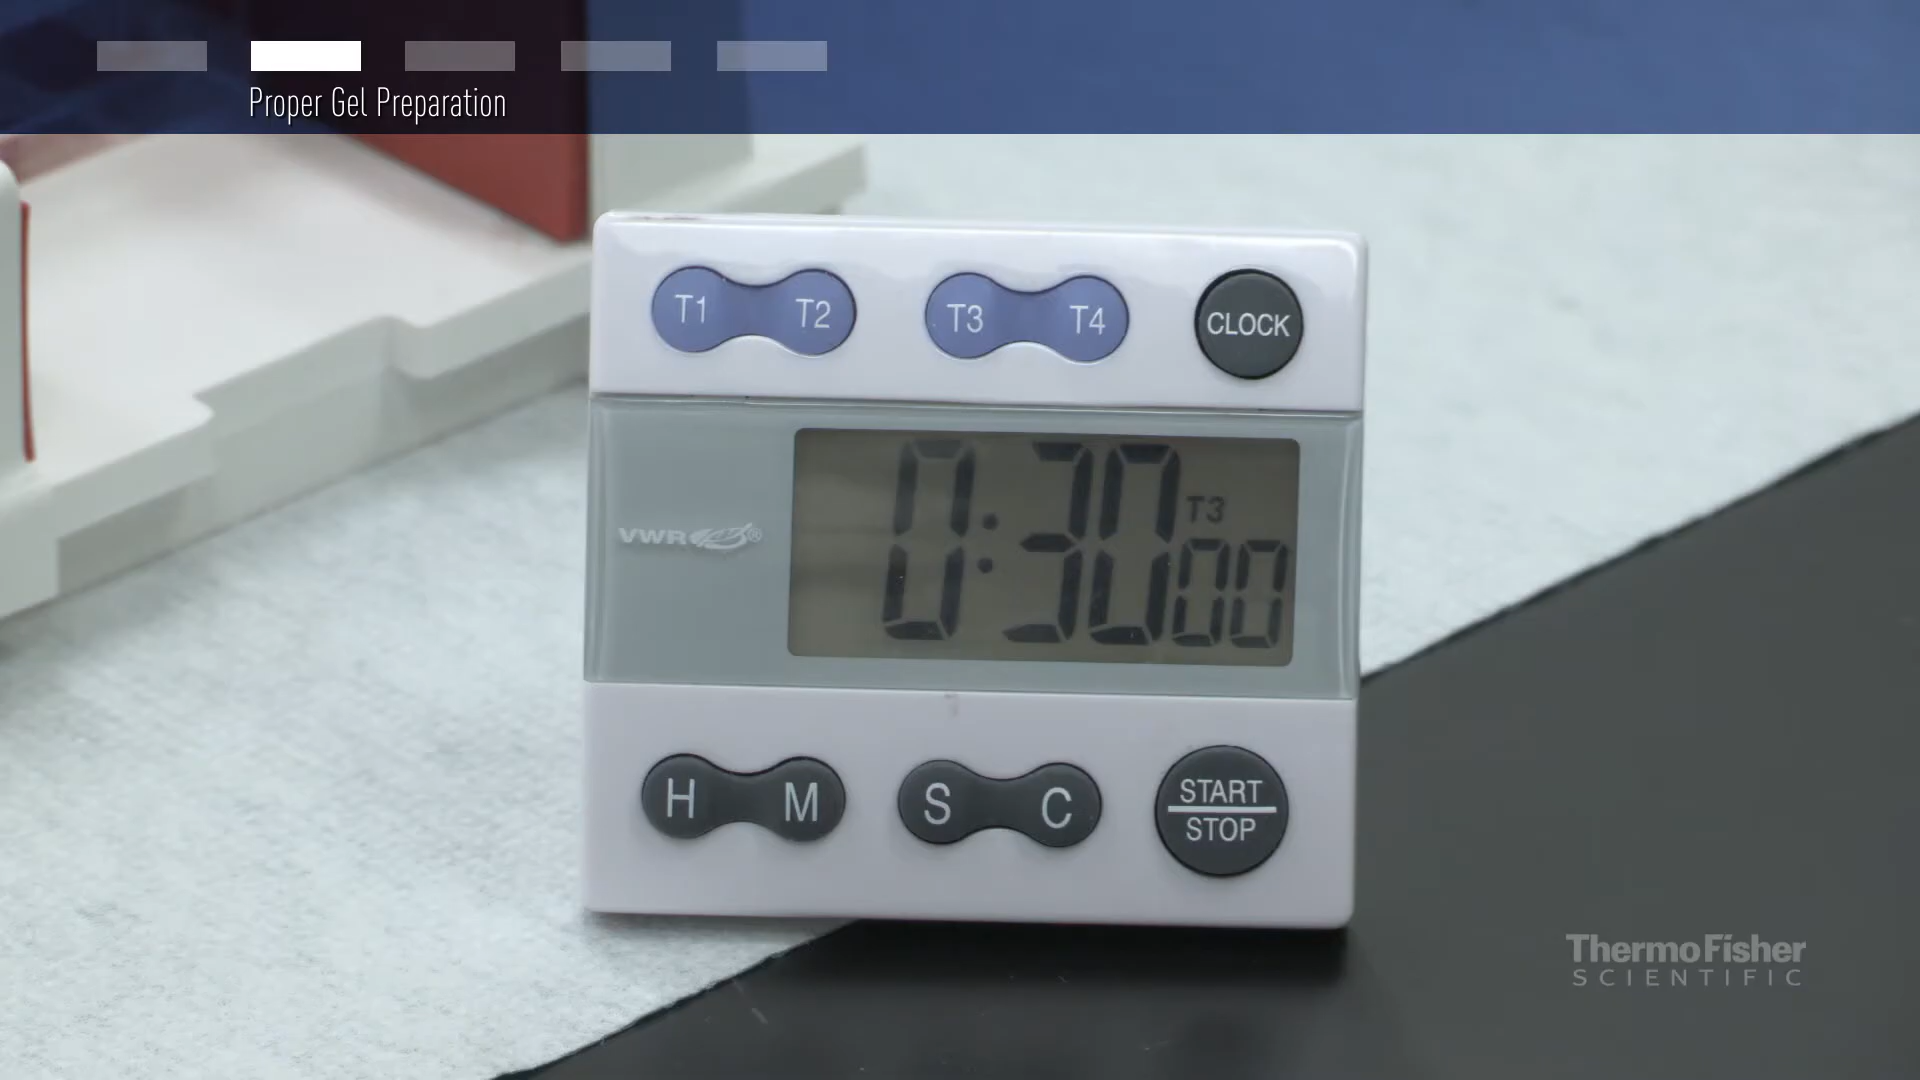 Proper Gel Preparation
T1 T2 T3 T4 CLOCK
VWR®
0:30 00 T3
H M S C START
STOP
ThermoFisher
SCIENTIFIC